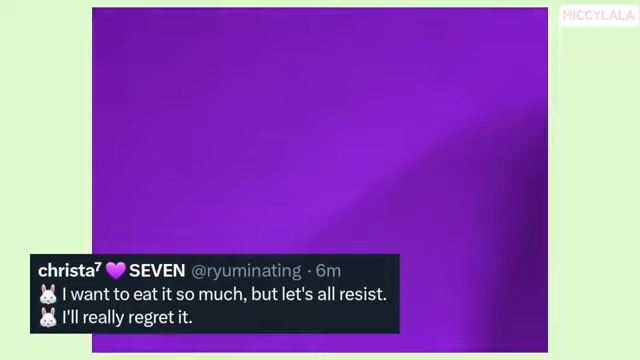 MICCYLALA
christa⁷ 💜 SEVEN @ryuminating · 6m
🐰 I want to eat it so much, but let's all resist.
🐰 I'll really regret it.